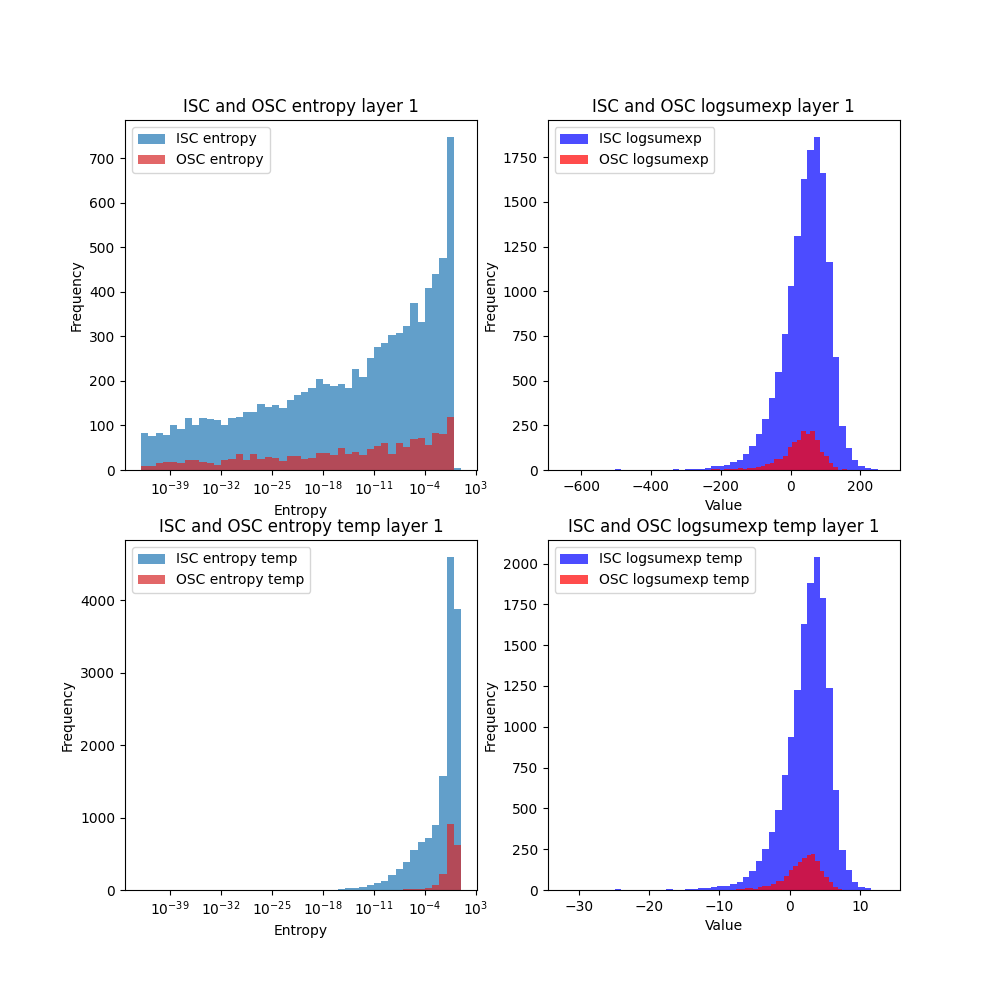 ISC and OSC entropy layer 1
ISC entropy
OSC entropy
700
600
500
400
300
200
100
0
Frequency
10^-39 10^-32 10^-25 10^-18 10^-11 10^-4 10^3
Entropy
ISC and OSC logsumexp layer 1
ISC logsumexp
OSC logsumexp
1750
1500
1250
1000
750
500
250
0
Frequency
−600 −400 −200 0 200
Value
ISC and OSC entropy temp layer 1
ISC entropy temp
OSC entropy temp
4000
3000
2000
1000
0
Frequency
10^-39 10^-32 10^-25 10^-18 10^-11 10^-4 10^3
Entropy
ISC and OSC logsumexp temp layer 1
ISC logsumexp temp
OSC logsumexp temp
2000
1750
1500
1250
1000
750
500
250
0
Frequency
−30 −20 −10 0 10
Value